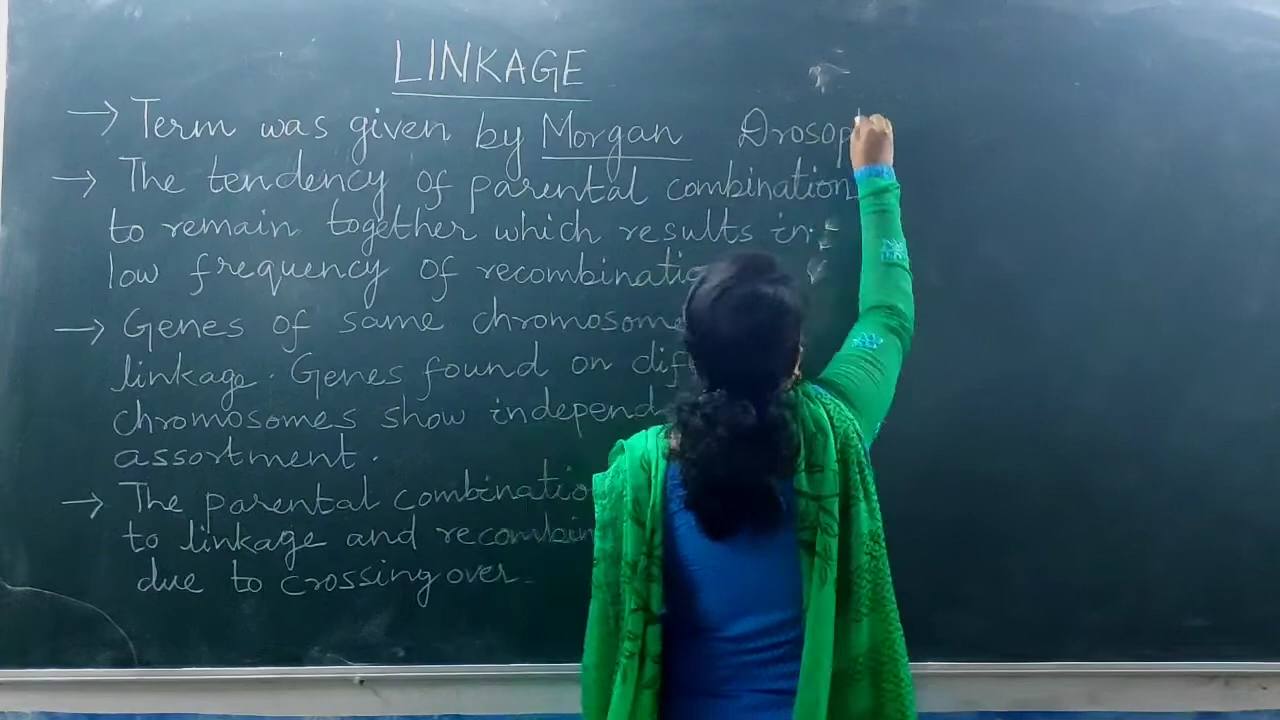 LINKAGE
→ Term was given by Morgan Drosop
→ The tendency of parental combination
to remain together which results in
low frequency of recombinatio
→ Genes of same chromosome
linkage. Genes found on diff
chromosomes show independ
assortment.
→ The parental combinatio
to linkage and recombin
due to crossing over.